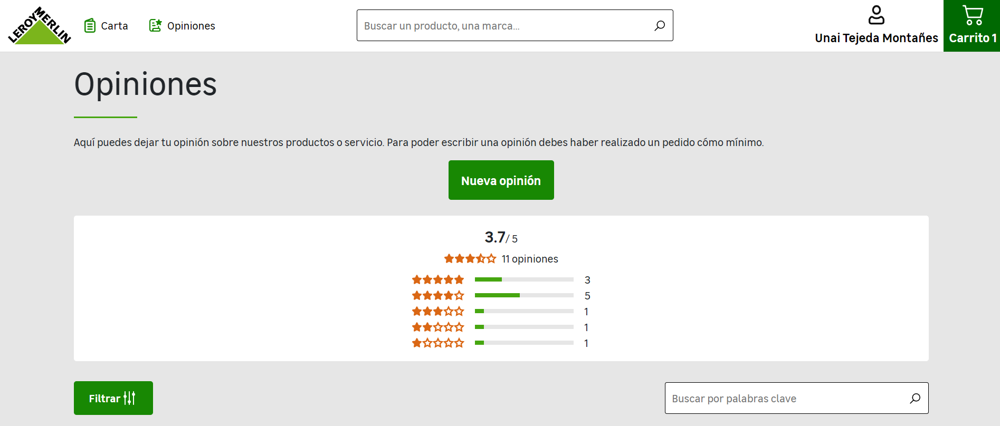 LEROY MERLIN
Carta
Opiniones
Buscar un producto, una marca...
Unai Tejeda Montañes
Carrito 1
Opiniones
Aquí puedes dejar tu opinión sobre nuestros productos o servicio. Para poder escribir una opinión debes haber realizado un pedido cómo mínimo.
Nueva opinión
3.7/ 5
11 opiniones
3
5
1
1
1
Filtrar
Buscar por palabras clave